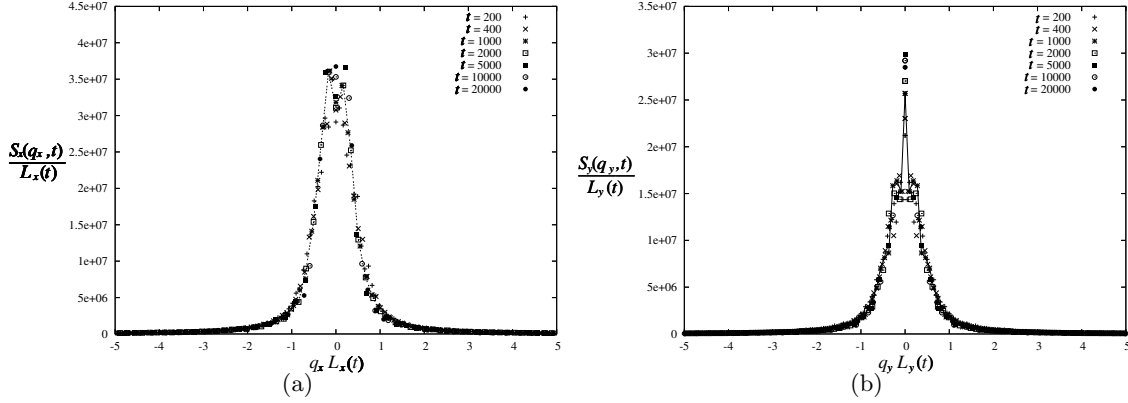 4.5e+07
4e+07
3.5e+07
3e+07
2.5e+07
2e+07
1.5e+07
1e+07
5e+06
0
-5 -4 -3 -2 -1 0 1 2 3 4 5
S_x(q_x,t)
L_x(t)
q_x L_x(t)
t = 200
t = 400
t = 1000
t = 2000
t = 5000
t = 10000
t = 20000
(a)
3.5e+07
3e+07
2.5e+07
2e+07
1.5e+07
1e+07
5e+06
0
-5 -4 -3 -2 -1 0 1 2 3 4 5
S_y(q_y,t)
L_y(t)
q_y L_y(t)
t = 200
t = 400
t = 1000
t = 2000
t = 5000
t = 10000
t = 20000
(b)